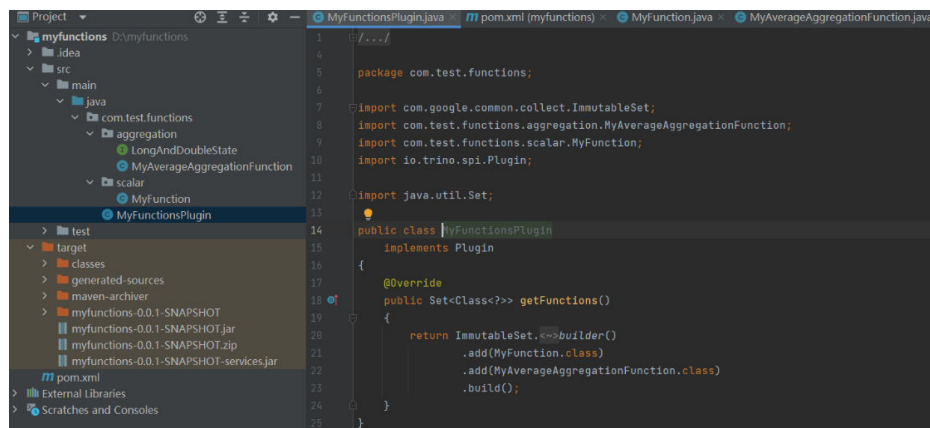 Project
myfunctions D:\myfunctions
.idea
src
main
java
com.test.functions
aggregation
LongAndDoubleState
MyAverageAggregationFunction
scalar
MyFunction
MyFunctionsPlugin
test
target
classes
generated-sources
maven-archiver
myfunctions-0.0.1-SNAPSHOT
myfunctions-0.0.1-SNAPSHOT.jar
myfunctions-0.0.1-SNAPSHOT.zip
myfunctions-0.0.1-SNAPSHOT-services.jar
pom.xml
External Libraries
Scratches and Consoles
MyFunctionsPlugin.java pom.xml (myfunctions) MyFunction.java MyAverageAggregationFunction.java
1 /.../
4
5 package com.test.functions;
6
7 import com.google.common.collect.ImmutableSet;
8 import com.test.functions.aggregation.MyAverageAggregationFunction;
9 import com.test.functions.scalar.MyFunction;
10 import io.trino.spi.Plugin;
11
12 import java.util.Set;
13
14 public class MyFunctionsPlugin
15 implements Plugin
16 {
17 @Override
18 public Set<Class<?>> getFunctions()
19 {
20 return ImmutableSet.<~>builder()
21 .add(MyFunction.class)
22 .add(MyAverageAggregationFunction.class)
23 .build();
24 }
25 }